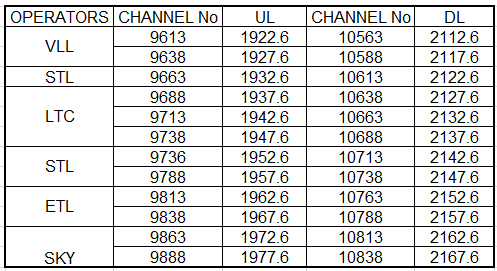 OPERATORS CHANNEL No UL CHANNEL No DL
VLL 9613 1922.6 10563 2112.6
9638 1927.6 10588 2117.6
STL 9663 1932.6 10613 2122.6
LTC 9688 1937.6 10638 2127.6
9713 1942.6 10663 2132.6
9738 1947.6 10688 2137.6
STL 9736 1952.6 10713 2142.6
9788 1957.6 10738 2147.6
ETL 9813 1962.6 10763 2152.6
9838 1967.6 10788 2157.6
9863 1972.6 10813 2162.6
SKY 9888 1977.6 10838 2167.6